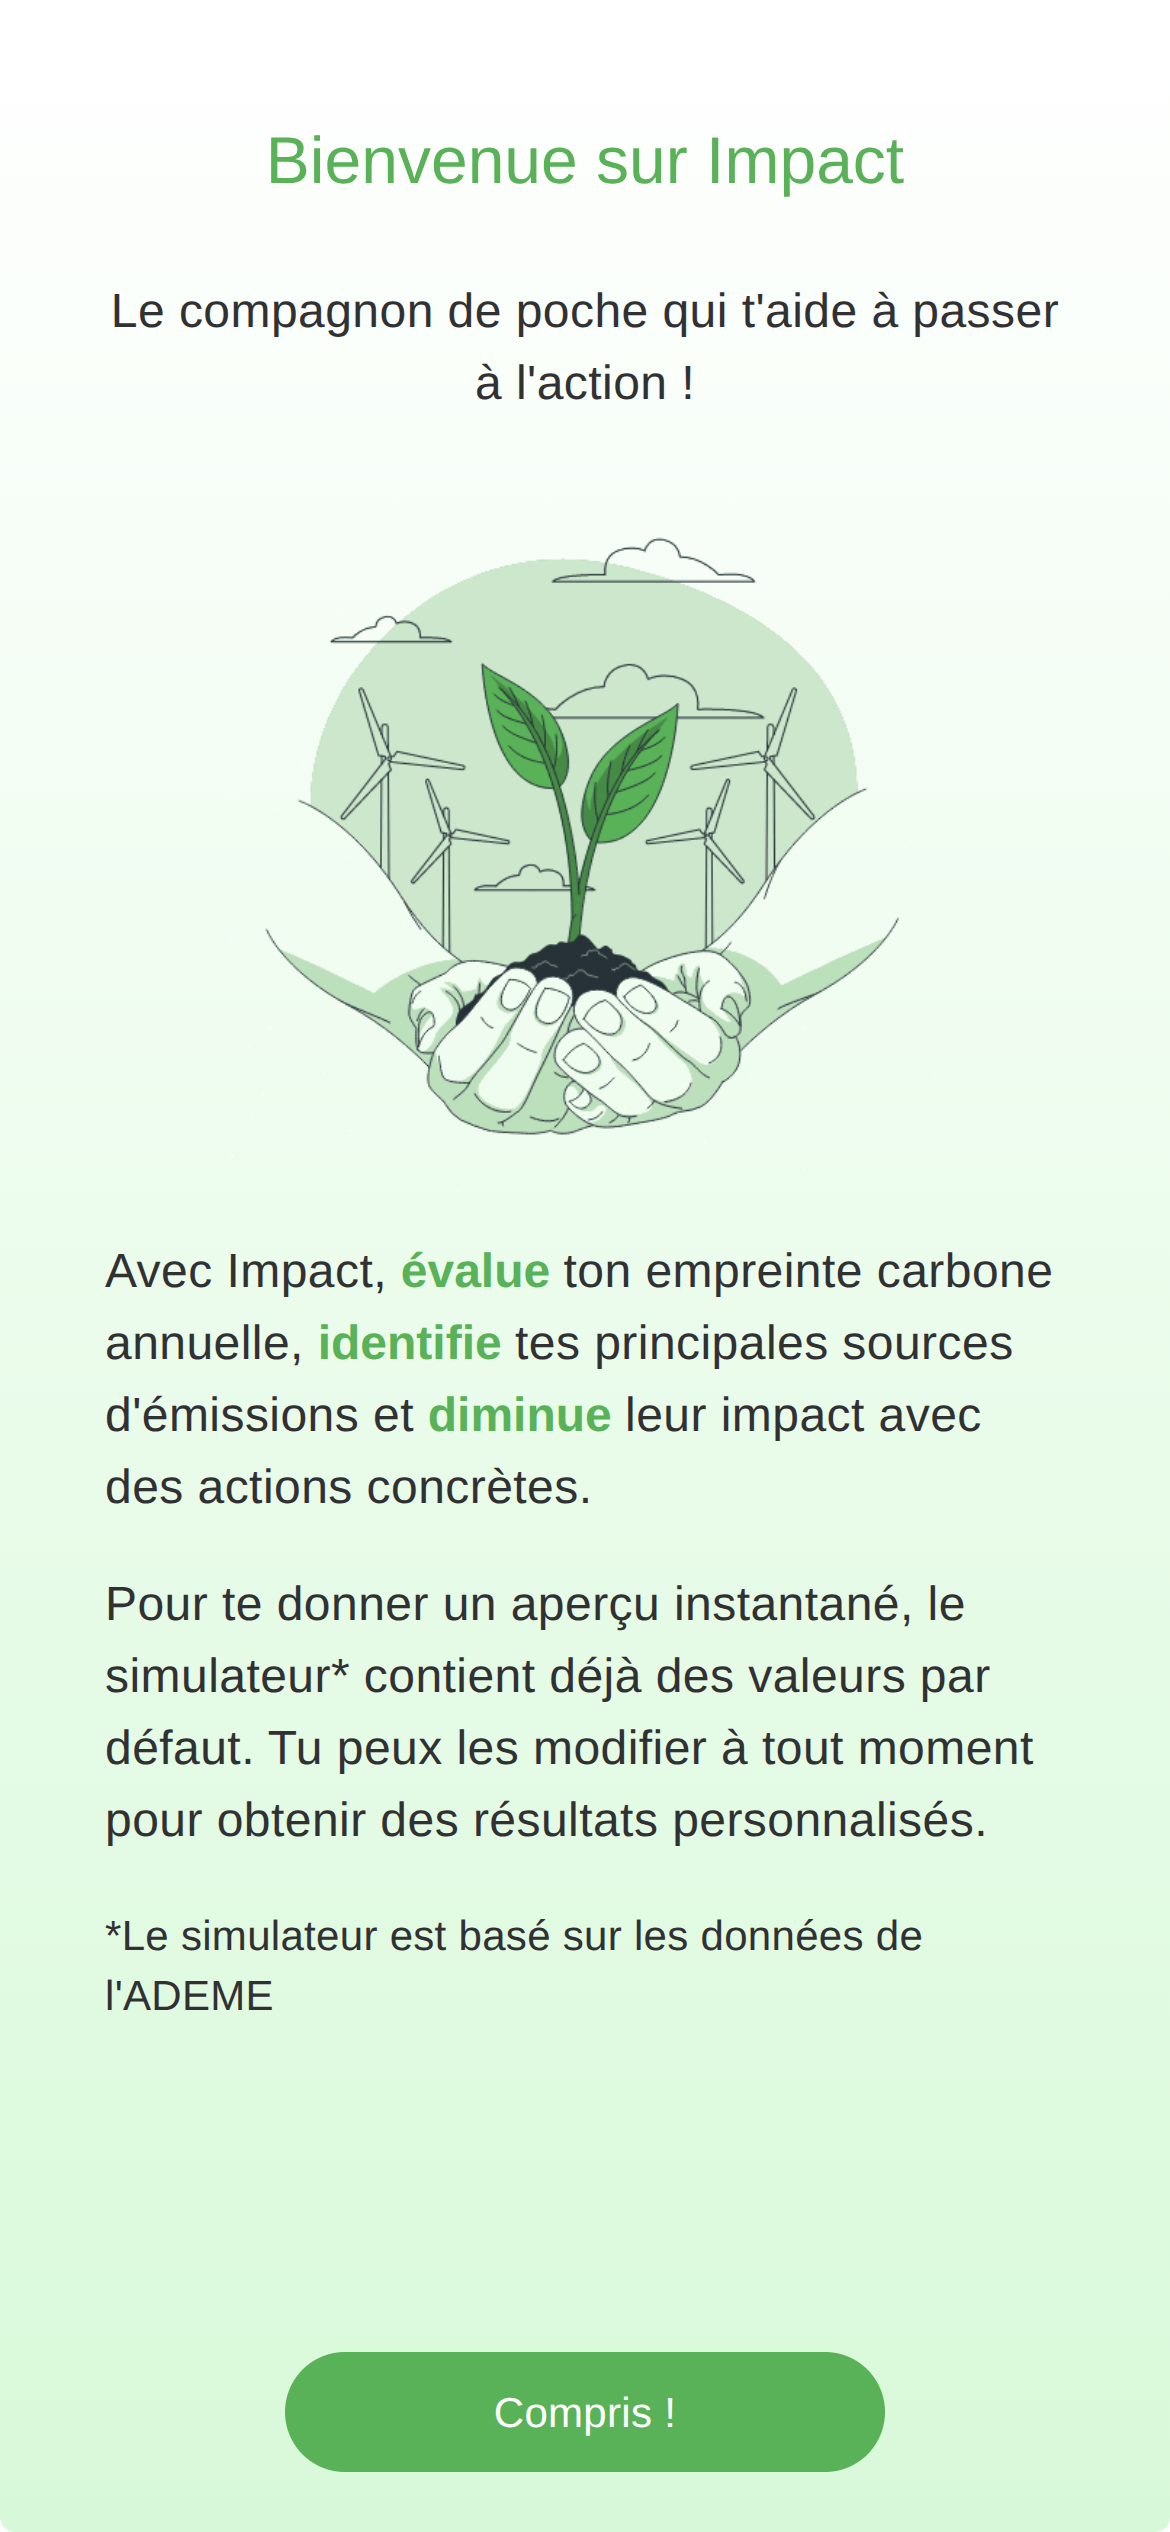 Bienvenue sur Impact
Le compagnon de poche qui t'aide à passer
à l'action !
Avec Impact, évalue ton empreinte carbone
annuelle, identifie tes principales sources
d'émissions et diminue leur impact avec
des actions concrètes.
Pour te donner un aperçu instantané, le
simulateur* contient déjà des valeurs par
défaut. Tu peux les modifier à tout moment
pour obtenir des résultats personnalisés.
*Le simulateur est basé sur les données de
l'ADEME
Compris !